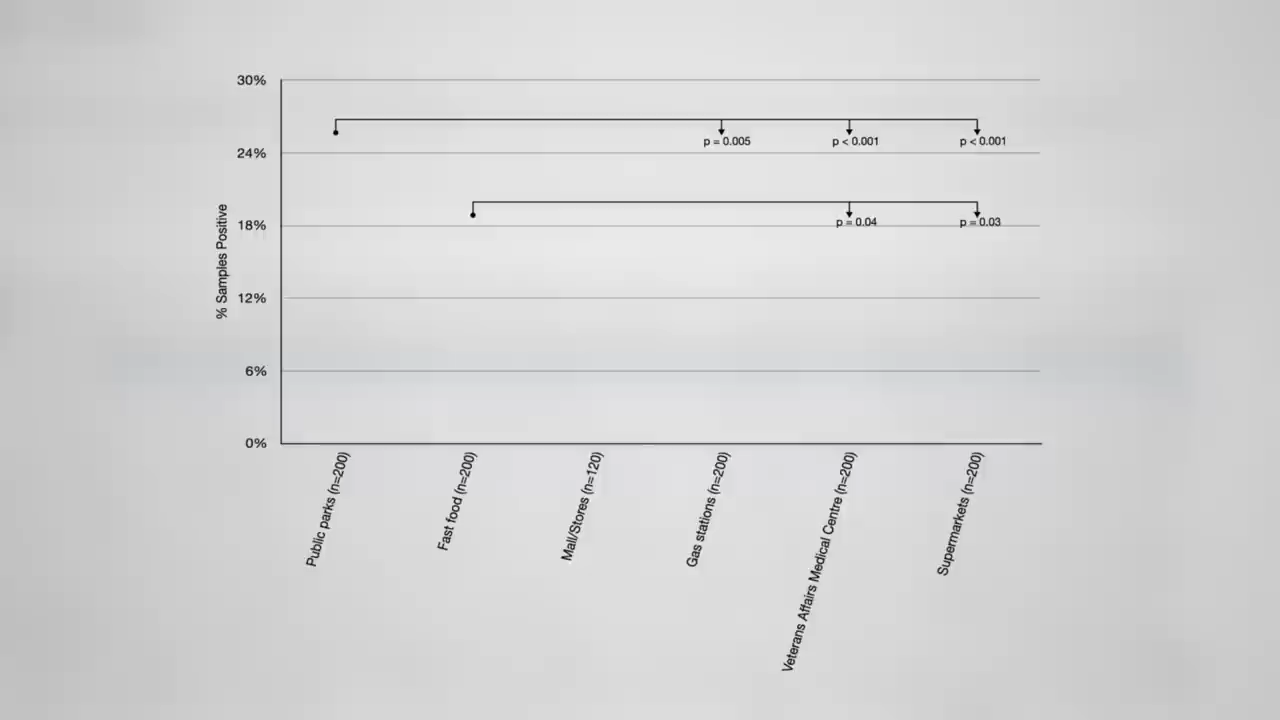 30%
p = 0.005
p < 0.001
p < 0.001
24%
p = 0.04
p = 0.03
18%
% Samples Positive
12%
6%
0%
Public parks (n=200)
Fast food (n=200)
Mall/Stores (n=120)
Gas stations (n=200)
Veterans Affairs Medical Centre (n=200)
Supermarkets (n=200)